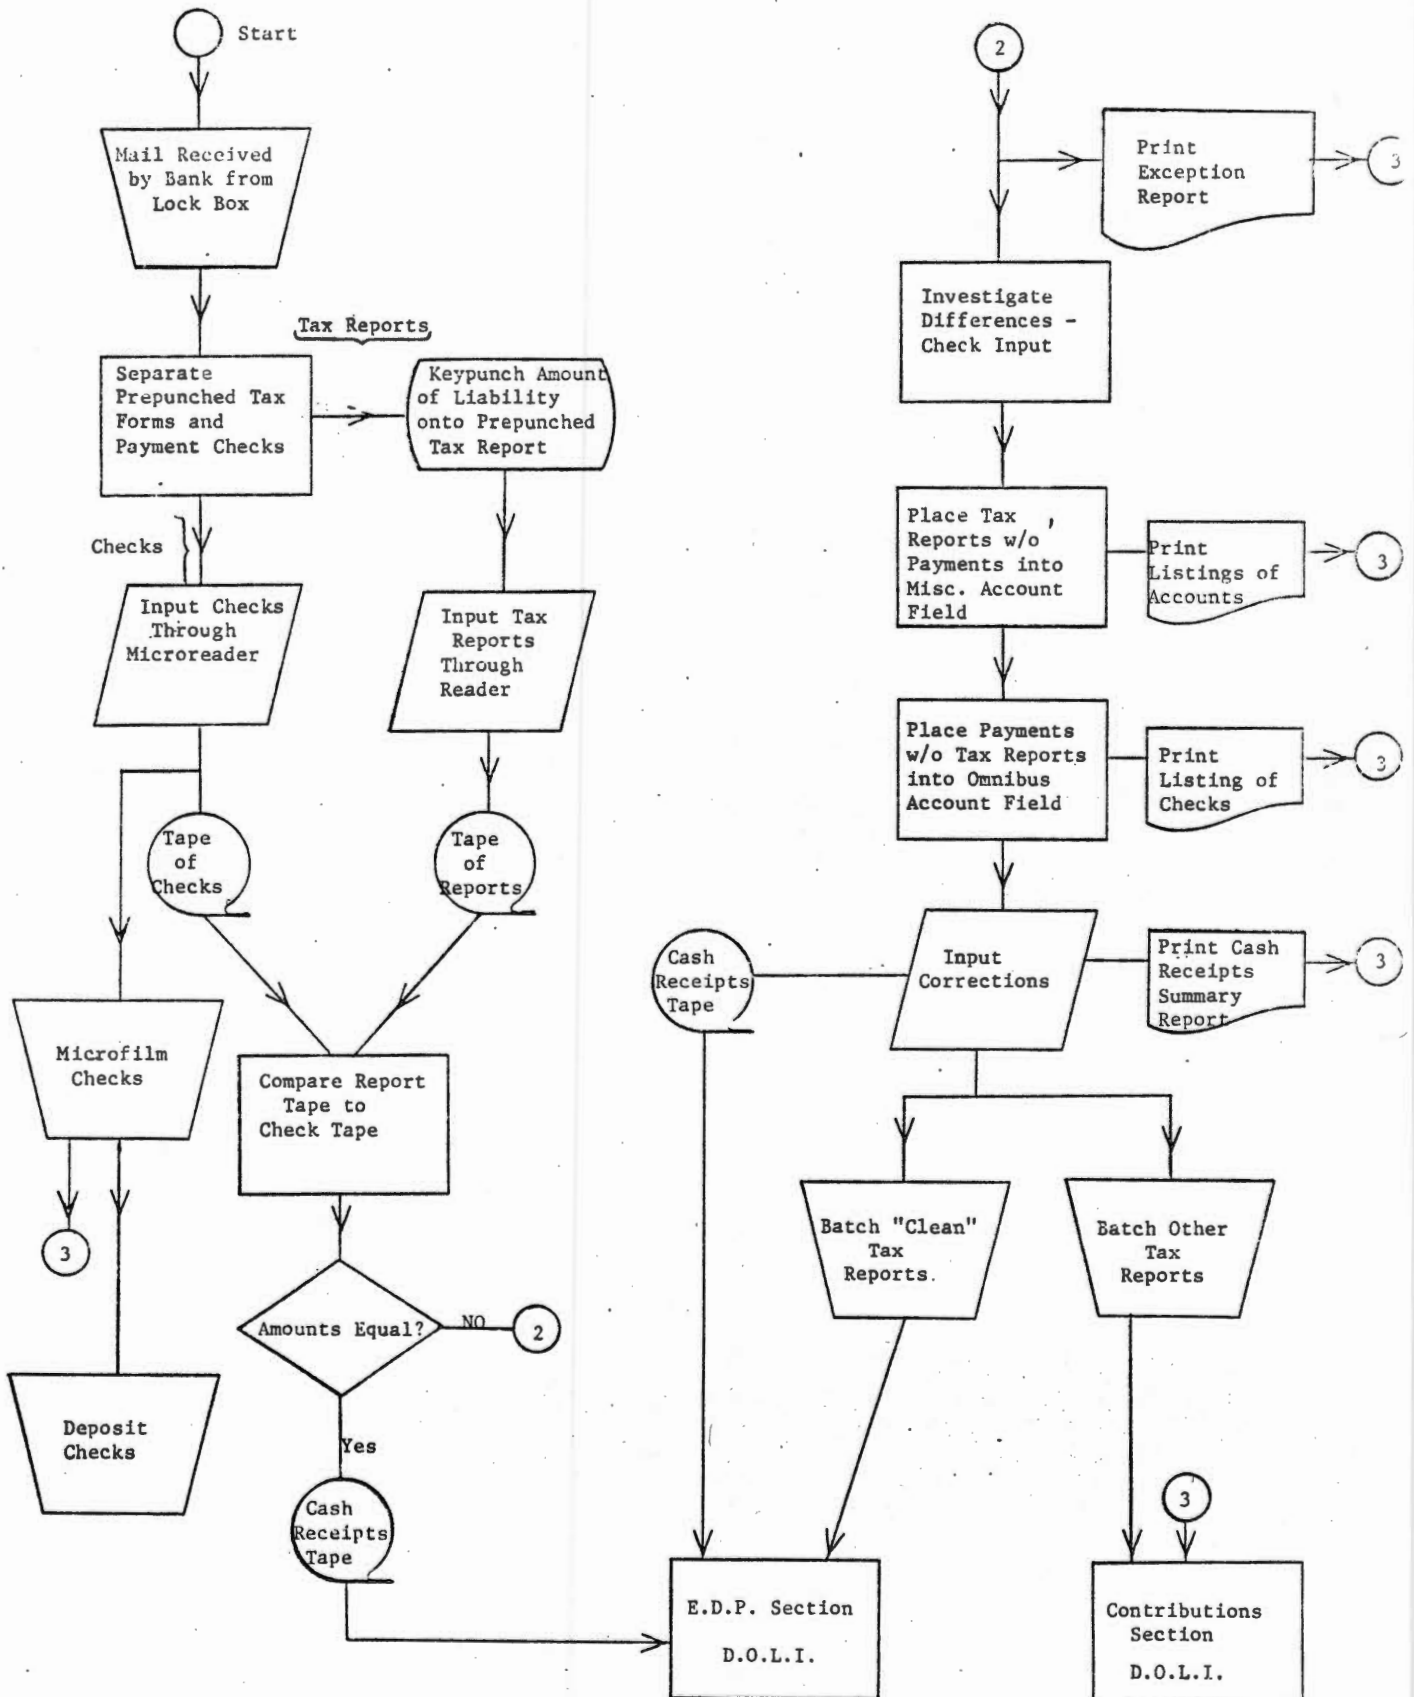 Start
Mail Received
by Bank from
Lock Box
Tax Reports
Separate
Prepunched Tax
Forms and
Payment Checks
Keypunch Amount
of Liability
onto Prepunched
Tax Report
Checks
Input Checks
Through
Microreader
Input Tax
Reports
Through
Reader
Tape
of
Checks
Tape
of
Reports
Microfilm
Checks
3
Compare Report
Tape to
Check Tape
Amounts Equal?
NO
2
Yes
Deposit
Checks
Cash
Receipts
Tape
2
Print
Exception
Report
3
Investigate
Differences -
Check Input
Place Tax
Reports w/o
Payments into
Misc. Account
Field
Print
Listings of
Accounts
3
Place Payments
w/o Tax Reports
into Omnibus
Account Field
Print
Listing of
Checks
3
Cash
Receipts
Tape
Input
Corrections
Print Cash
Receipts
Summary
Report
3
Batch "Clean"
Tax
Reports.
Batch Other
Tax
Reports
3
E.D.P. Section
D.O.L.I.
Contributions
Section
D.O.L.I.